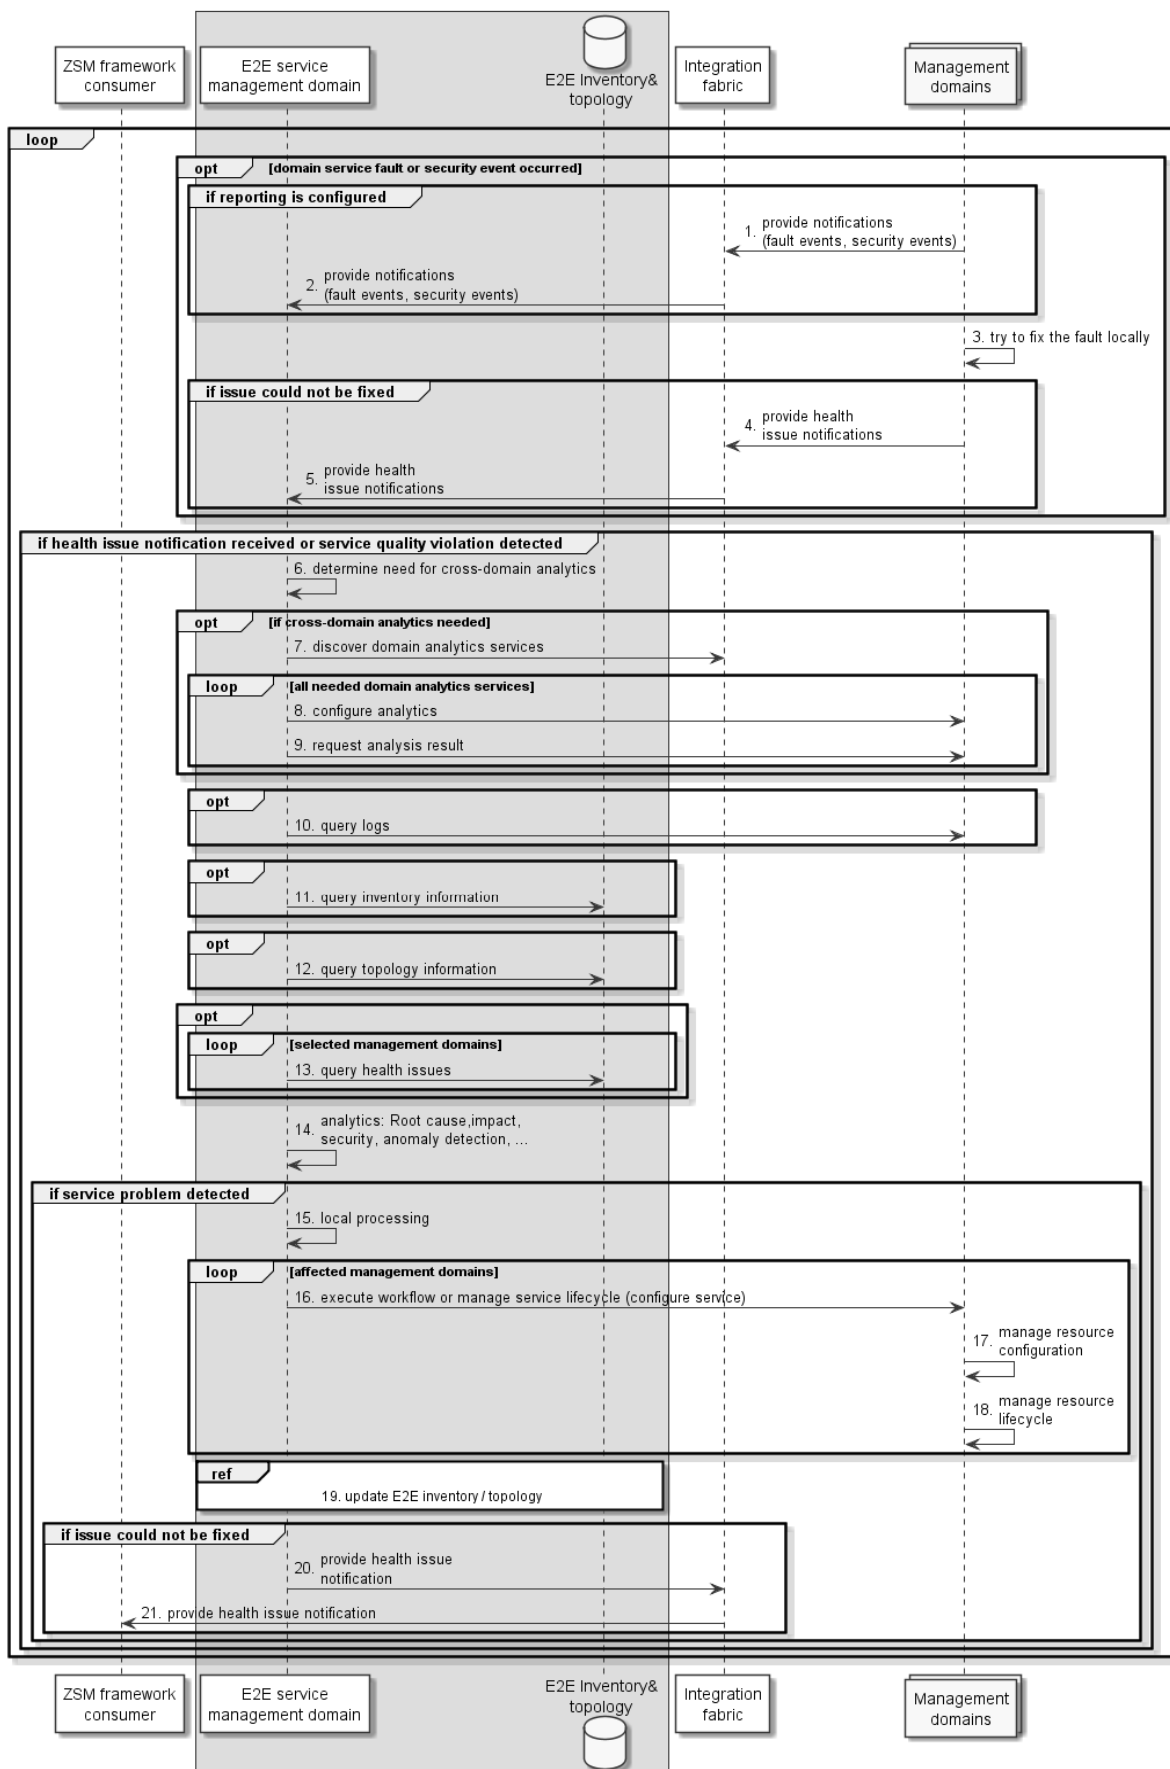 ZSM framework
consumer
E2E service
management domain
E2E Inventory&
topology
Integration
fabric
Management
domains
loop
opt [domain service fault or security event occurred]
if reporting is configured
1. provide notifications
(fault events, security events)
2. provide notifications
(fault events, security events)
3. try to fix the fault locally
if issue could not be fixed
4. provide health
issue notifications
5. provide health
issue notifications
if health issue notification received or service quality violation detected
6. determine need for cross-domain analytics
opt [if cross-domain analytics needed]
7. discover domain analytics services
loop [all needed domain analytics services]
8. configure analytics
9. request analysis result
opt
10. query logs
opt
11. query inventory information
opt
12. query topology information
opt
loop [selected management domains]
13. query health issues
14. analytics: Root cause,impact,
security, anomaly detection, ...
if service problem detected
15. local processing
loop [affected management domains]
16. execute workflow or manage service lifecycle (configure service)
17. manage resource
configuration
18. manage resource
lifecycle
ref
19. update E2E inventory / topology
if issue could not be fixed
20. provide health issue
notification
21. provide health issue notification
ZSM framework
consumer
E2E service
management domain
E2E Inventory&
topology
Integration
fabric
Management
domains